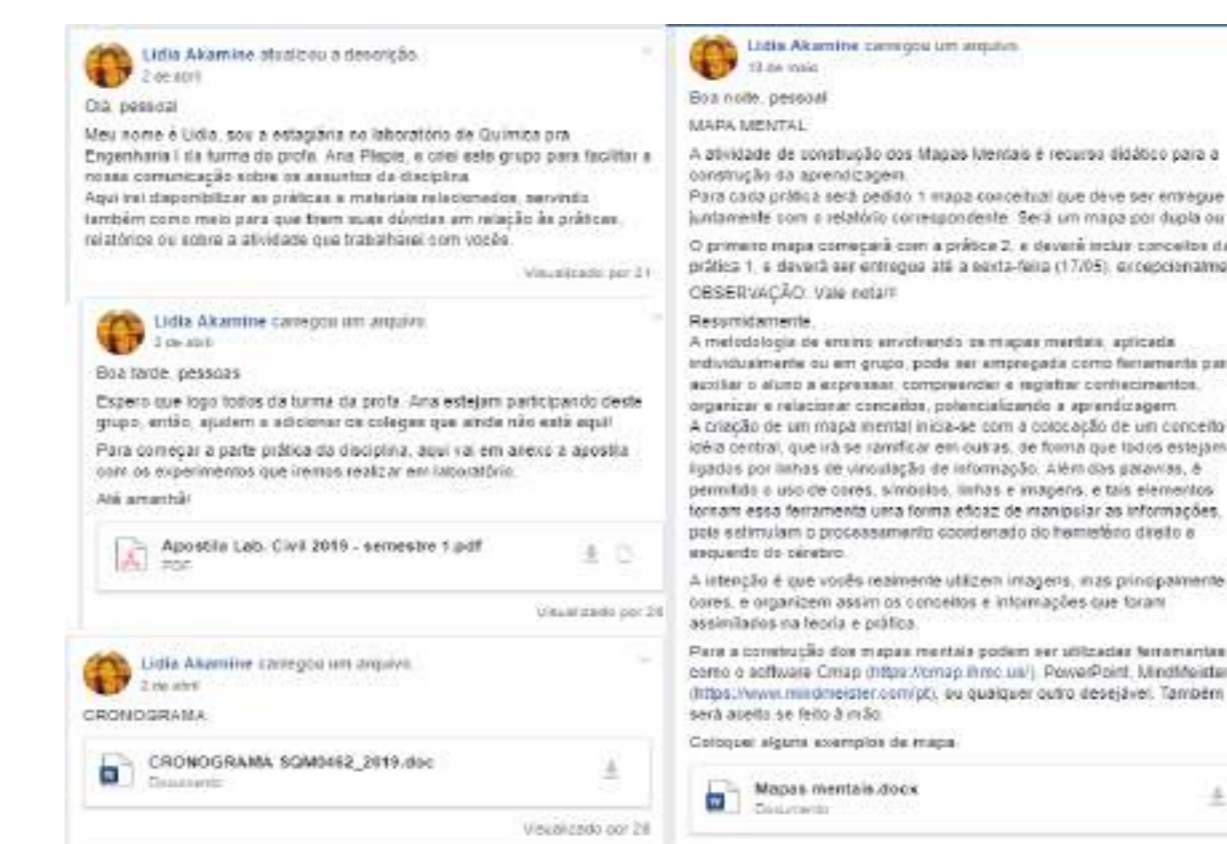 Lidia Akamine atualizou a descrição.
2 de abril
Olá, pessoal
Meu nome é Lidia, sou a estagiária no laboratório de Química pra
Engenharia I da turma do profa. Ana Plepis, e criei este grupo para facilitar a
nossa comunicação sobre os assuntos da disciplina
Aqui irei disponibilizar as práticas e materiais relacionados, servindo
também como meio para que tirem suas dúvidas em relação às práticas,
relatórios ou sobre a atividade que trabalharei com vocês.
Visualizado por 21
Lidia Akamine carregou um arquivo.
2 de abril
Boa tarde, pessoas
Espero que logo todos da turma da profa. Ana estejam participando deste
grupo, então, ajudem a adicionar os colegas que ainda não estã aqui!
Para começar a parte prática da disciplina, aqui vai em anexo a apostila
com os experimentos que iremos realizar em laboratório.
Até amanhã!
Apostila Lab. Civil 2019 - semestre 1.pdf
PDF
Visualizado por 28
Lidia Akamine carregou um arquivo.
2 de abril
CRONOGRAMA
CRONOGRAMA SQM0462_2019.doc
Documento
Visualizado por 28
Lidia Akamine carregou um arquivo.
13 de maio
Boa noite, pessoal
MAPA MENTAL
A atividade de construção dos Mapas Mentais é recurso didático para a
construção da aprendizagem.
Para cada prática será pedido 1 mapa conceitual que deve ser entregue
juntamente com o relatório correspondente. Será um mapa por dupla ou
O primeiro mapa começará com a prática 2, e deverá incluir conceitos da
prática 1, e deverá ser entregue até a sexta-feira (17/05), excepcionalme
OBSERVAÇÃO: Vale nota!!!
Resumidamente,
A metodologia de ensino envolvendo os mapas mentais, aplicada
individualmente ou em grupo, pode ser empregada como ferramenta par
auxiliar o aluno a expressar, compreender e registrar conhecimentos,
organizar e relacionar conceitos, potencializando a aprendizagem.
A criação de um mapa mental inicia-se com a colocação de um conceito
idéia central, que irá se ramificar em outras, de forma que todos estejam
ligados por linhas de vinculação de informação. Além das palavras, é
permitido o uso de cores, símbolos, linhas e imagens, e tais elementos
tornam essa ferramenta uma forma eficaz de manipular as informações,
pois estimulam o processamento coordenado do hemisfério direito e
esquerdo do cérebro.
A intenção é que vocês realmente utilizem imagens, mas principalmente
cores, e organizem assim os conceitos e informações que foram
assimilados na teoria e prática.
Para a construção dos mapas mentais podem ser utilizadas ferramentas
como o software Cmap (https://cmap.ihmc.us/), PowerPoint, MindMeister
(https://www.mindmeister.com/pt), ou qualquer outro desejável. Também
será aceito se feito à mão.
Coloquei alguns exemplos de mapa.
Mapas mentais.docx
Documento